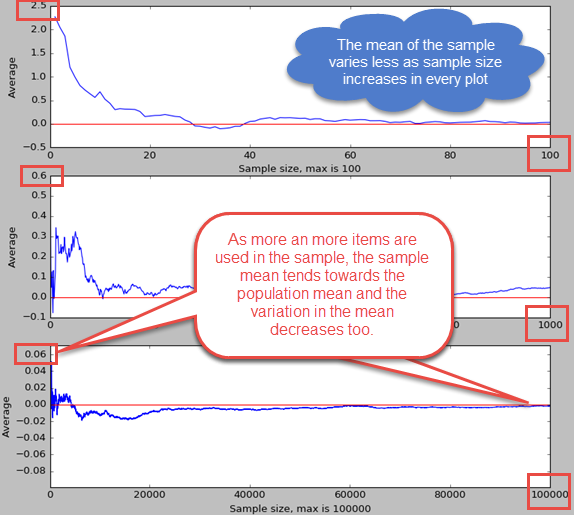 2.5
2.0
1.5
1.0
0.5
0.0
−0.5
Average
The mean of the sample
varies less as sample size
increases in every plot
0
20
40
60
80
100
Sample size, max is 100
0.6
0.5
0.4
0.3
0.2
0.1
0.0
−0.1
Average
As more an more items are
used in the sample, the sample
mean tends towards the
population mean and the
variation in the mean
decreases too.
0
1000
0.06
0.04
0.02
0.00
−0.02
−0.04
−0.06
−0.08
Average
0
20000
40000
60000
80000
100000
Sample size, max is 100000